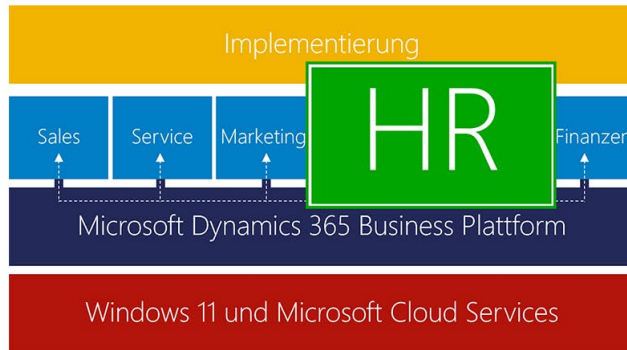 Implementierung
HR
Sales
Service
Marketing
Finanzen
Microsoft Dynamics 365 Business Plattform
Windows 11 und Microsoft Cloud Services